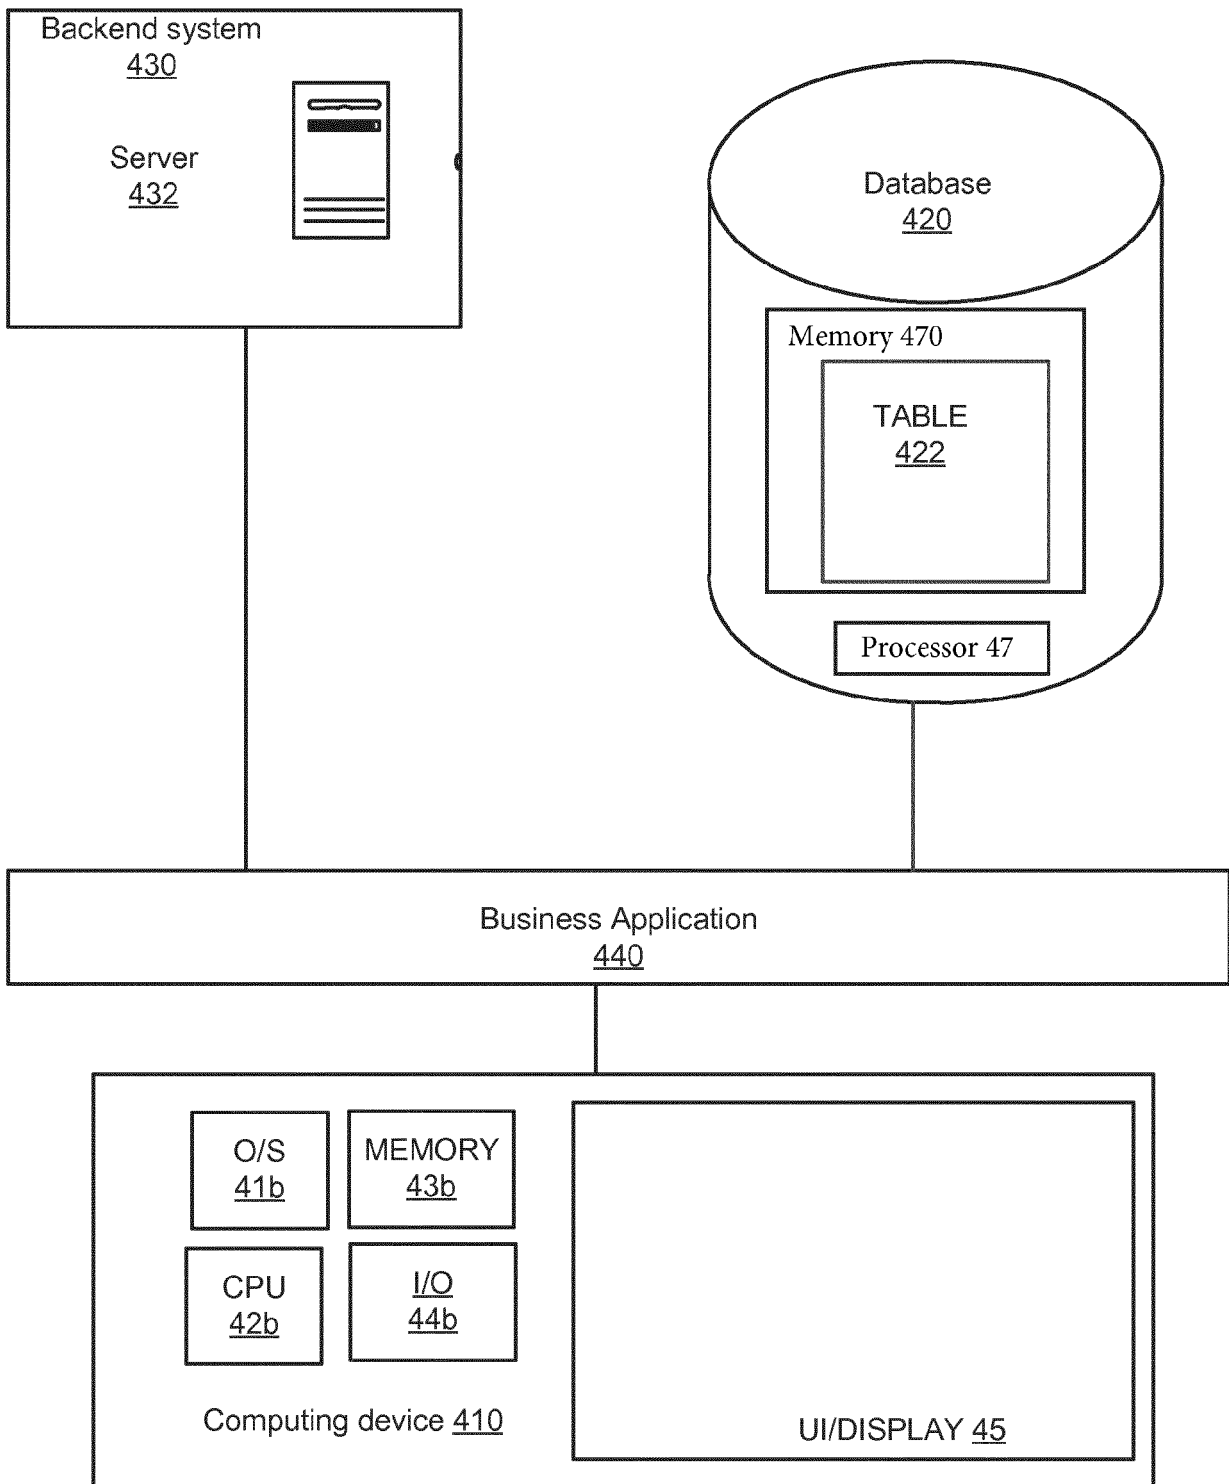 Backend system
430
Server
432
Database
420
Memory 470
TABLE
422
Processor 47
Business Application
440
O/S
41b
MEMORY
43b
CPU
42b
I/O
44b
Computing device 410
UI/DISPLAY 45